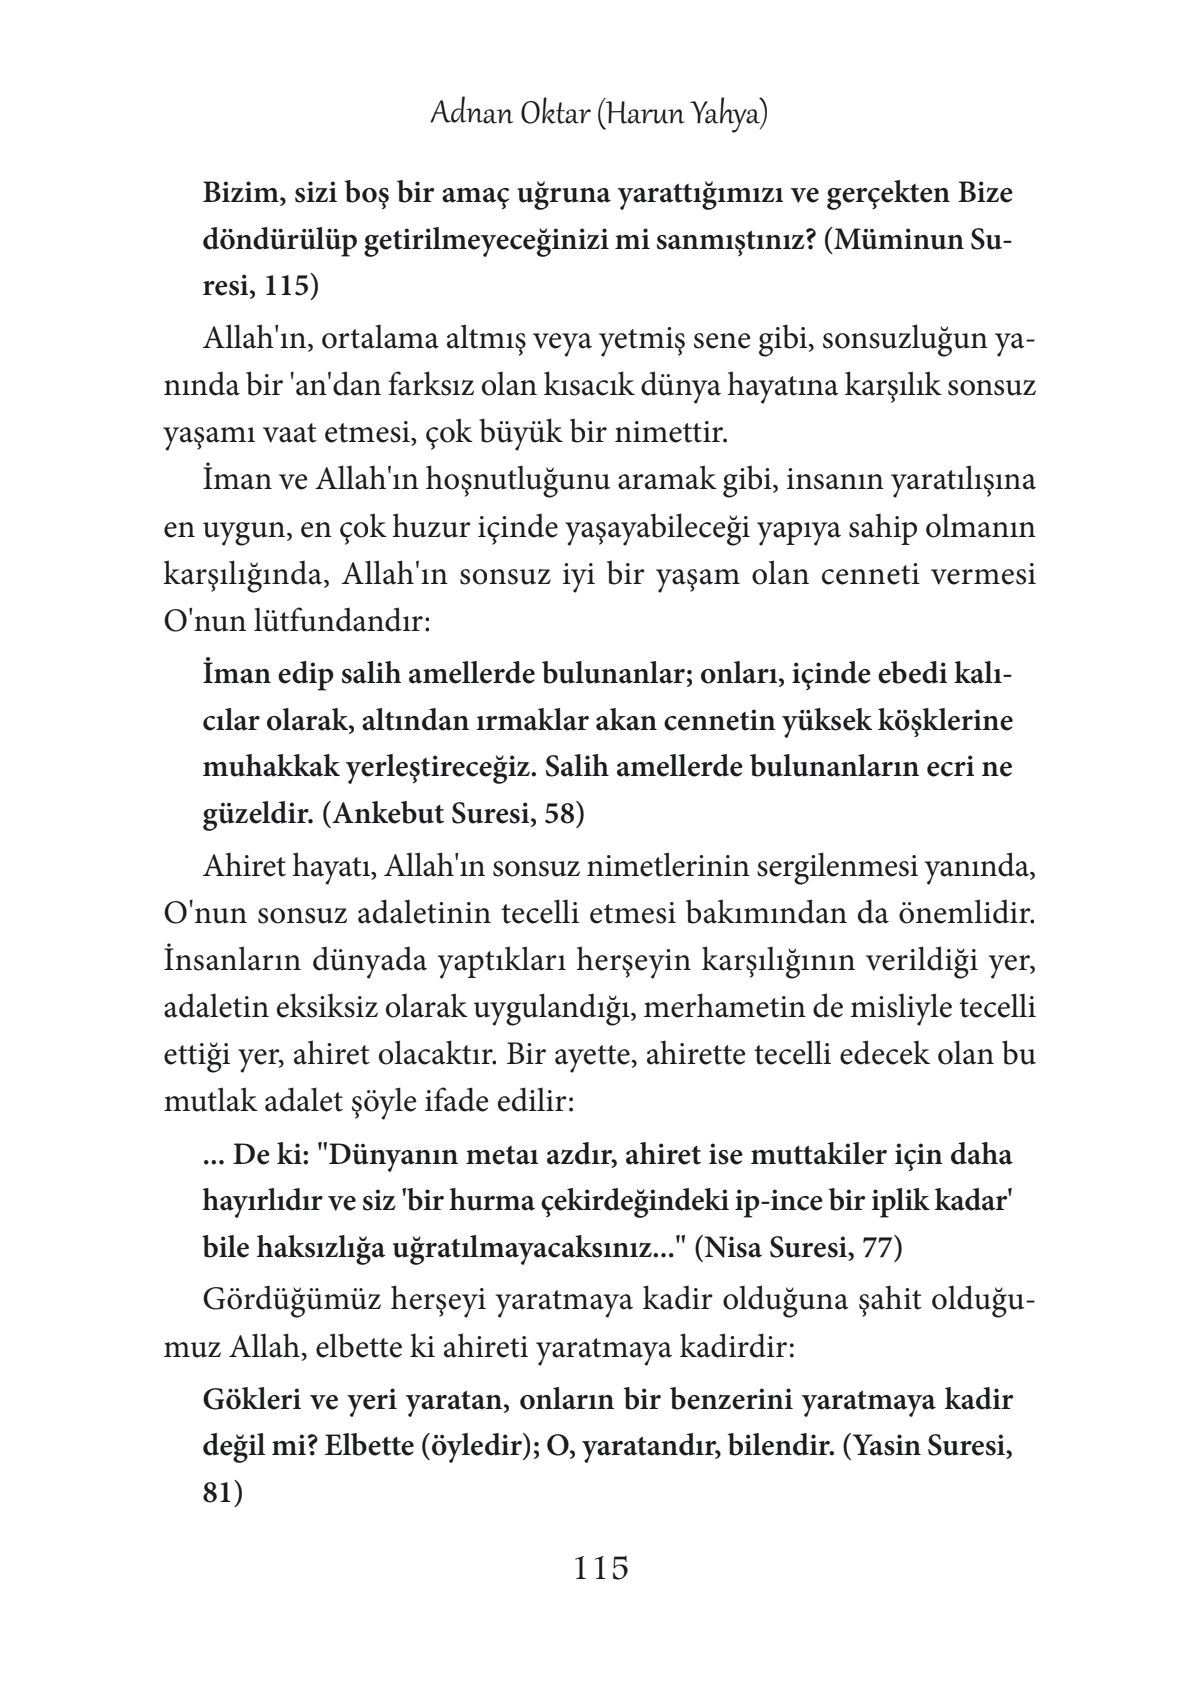 Adnan Oktar (Harun Yahya)
Bizim, sizi boş bir amaç uğruna yarattığımızı ve gerçekten Bize
döndürülüp getirilmeyeceğinizi mi sanmıştınız? (Müminun Su-
resi, 115)
Allah'ın, ortalama altmış veya yetmiş sene gibi, sonsuzluğun ya-
nında bir 'an'dan farksız olan kısacık dünya hayatına karşılık sonsuz
yaşamı vaat etmesi, çok büyük bir nimettir.
İman ve Allah'ın hoşnutluğunu aramak gibi, insanın yaratılışına
en uygun, en çok huzur içinde yaşayabileceği yapıya sahip olmanın
karşılığında, Allah'ın sonsuz iyi bir yaşam olan cenneti vermesi
O'nun lütfundandır:
İman edip salih amellerde bulunanlar; onları, içinde ebedi kalı-
cılar olarak, altından ırmaklar akan cennetin yüksek köşklerine
muhakkak yerleştireceğiz. Salih amellerde bulunanların ecri ne
güzeldir. (Ankebut Suresi, 58)
Ahiret hayatı, Allah'ın sonsuz nimetlerinin sergilenmesi yanında,
O'nun sonsuz adaletinin tecelli etmesi bakımından da önemlidir.
İnsanların dünyada yaptıkları herşeyin karşılığının verildiği yer,
adaletin eksiksiz olarak uygulandığı, merhametin de misliyle tecelli
ettiği yer, ahiret olacaktır. Bir ayette, ahirette tecelli edecek olan bu
mutlak adalet şöyle ifade edilir:
... De ki: "Dünyanın metaı azdır, ahiret ise muttakiler için daha
hayırlıdır ve siz 'bir hurma çekirdeğindeki ip-ince bir iplik kadar'
bile haksızlığa uğratılmayacaksınız..." (Nisa Suresi, 77)
Gördüğümüz herşeyi yaratmaya kadir olduğuna şahit olduğu-
muz Allah, elbette ki ahireti yaratmaya kadirdir:
Gökleri ve yeri yaratan, onların bir benzerini yaratmaya kadir
değil mi? Elbette (öyledir); O, yaratandır, bilendir. (Yasin Suresi,
81)
115